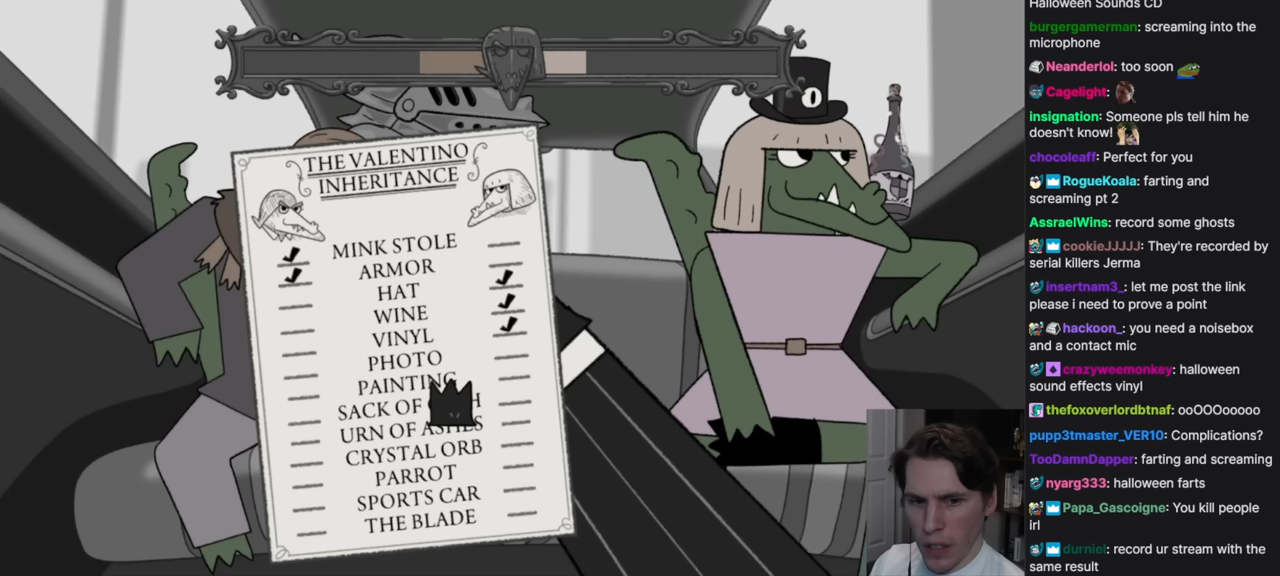 THE VALENTINO
INHERITANCE
MINK STOLE
ARMOR
HAT
WINE
VINYL
PHOTO
PAINTING
SACK OF
URN OF ASHES
CRYSTAL ORB
PARROT
SPORTS CAR
THE BLADE
Halloween Sounds CD
burgergamerman: screaming into the
microphone
Neanderlol: too soon
Cagelight:
insignation: Someone pls tell him he
doesn't know!
chocoleaff: Perfect for you
RogueKoala: farting and
screaming pt 2
AssraelWins: record some ghosts
cookieJJJJJ: They're recorded by
serial killers Jerma
insertnam3_: let me post the link
please i need to prove a point
hackoon_: you need a noisebox
and a contact mic
crazyweemonkey: halloween
sound effects vinyl
thefoxoverlordbtnaf: ooOOOooooo
pupp3tmaster_VER10: Complications?
TooDamnDapper: farting and screaming
nyarg333: halloween farts
Papa_Gascoigne: You kill people
irl
durniel: record ur stream with the
same result